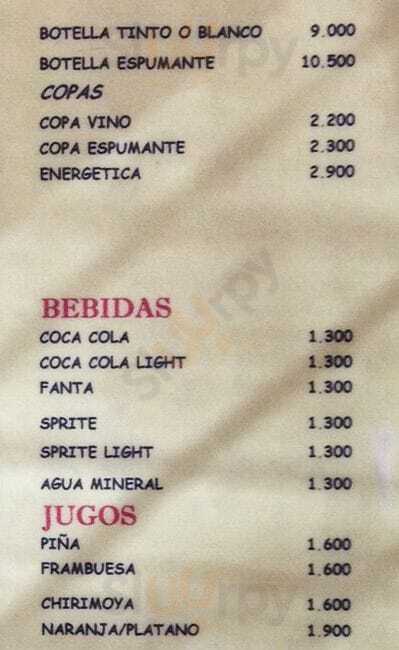 BOTELLA TINTO O BLANCO 9.000
BOTELLA ESPUMANTE 10.500
COPAS
COPA VINO 2.200
COPA ESPUMANTE 2.300
ENERGETICA 2.900
BEBIDAS
COCA COLA 1.300
COCA COLA LIGHT 1.300
FANTA 1.300
SPRITE 1.300
SPRITE LIGHT 1.300
AGUA MINERAL 1.300
JUGOS
PIÑA 1.600
FRAMBUESA 1.600
CHIRIMOYA 1.600
NARANJA/PLATANO 1.900